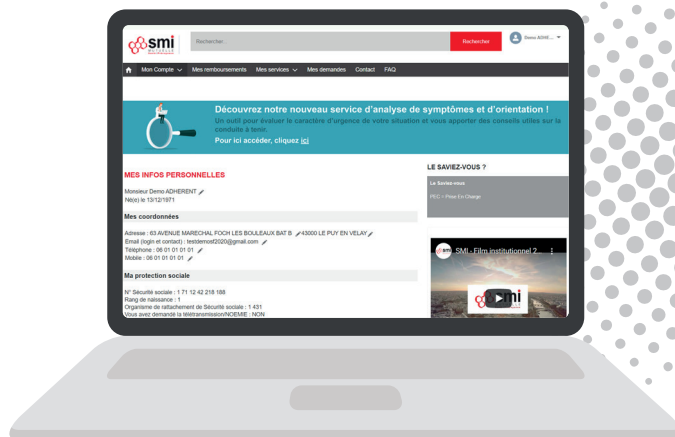 smi
MUTUELLE
Rechercher...
Rechercher
Demo ADHE...
Mon Compte
Mes remboursements
Mes services
Mes demandes
Contact
FAQ
Découvrez notre nouveau service d'analyse de symptômes et d'orientation !
Un outil pour évaluer le caractère d'urgence de votre situation et vous apporter des conseils utiles sur la
conduite à tenir.
Pour ici accéder, cliquez ici
MES INFOS PERSONNELLES
Monsieur Demo ADHERENT
Né(e) le 13/12/1971
Mes coordonnées
Adresse : 63 AVENUE MARECHAL FOCH LES BOULEAUX BAT B 43000 LE PUY EN VELAY
Email (login et contact) : testdemosf2020@gmail.com
Téléphone : 06 01 01 01 01
Mobile : 06 01 01 01 01
Ma protection sociale
N° Sécurité sociale : 1 71 12 42 218 188
Rang de naissance : 1
Organisme de rattachement de Sécurité sociale : 1 431
Vous avez demandé la télétransmission/NOEMIE : NON
LE SAVIEZ-VOUS ?
Le Saviez-vous
PEC = Prise En Charge
SMI - Film institutionnel 2...
smi